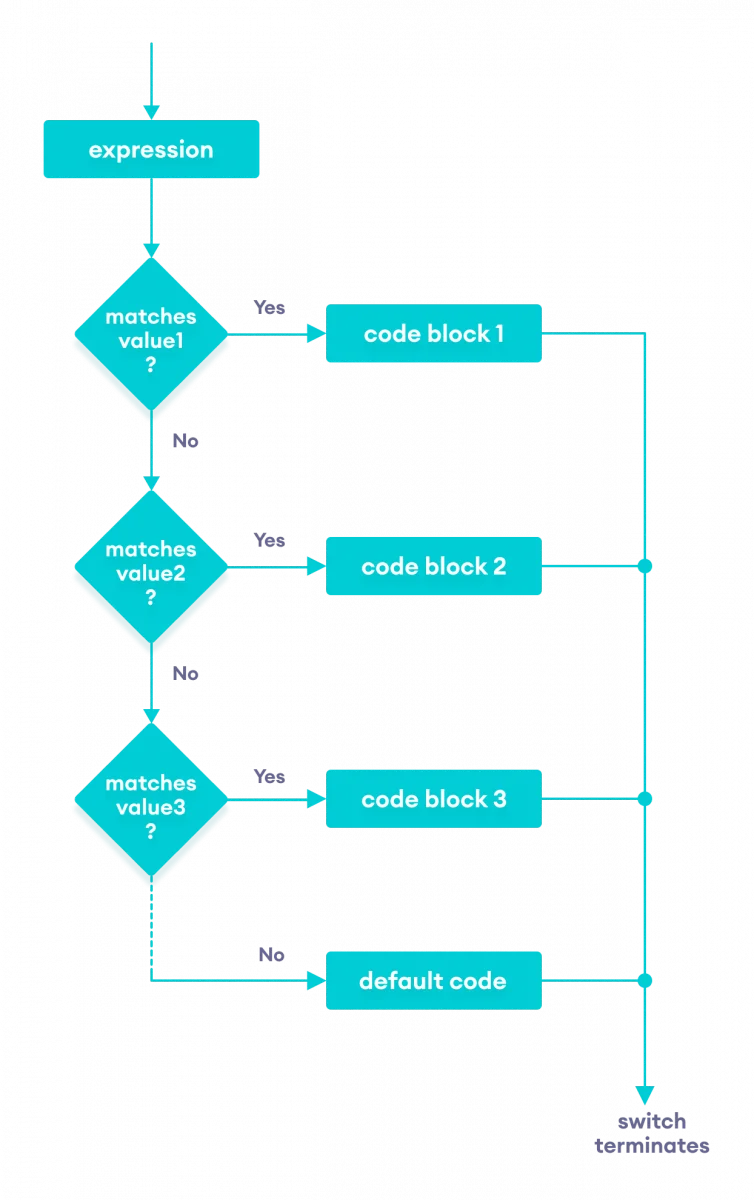 expression
matches
value1
?
Yes
code block 1
No
matches
value2
?
Yes
code block 2
No
matches
value3
?
Yes
code block 3
No
default code
switch
terminates